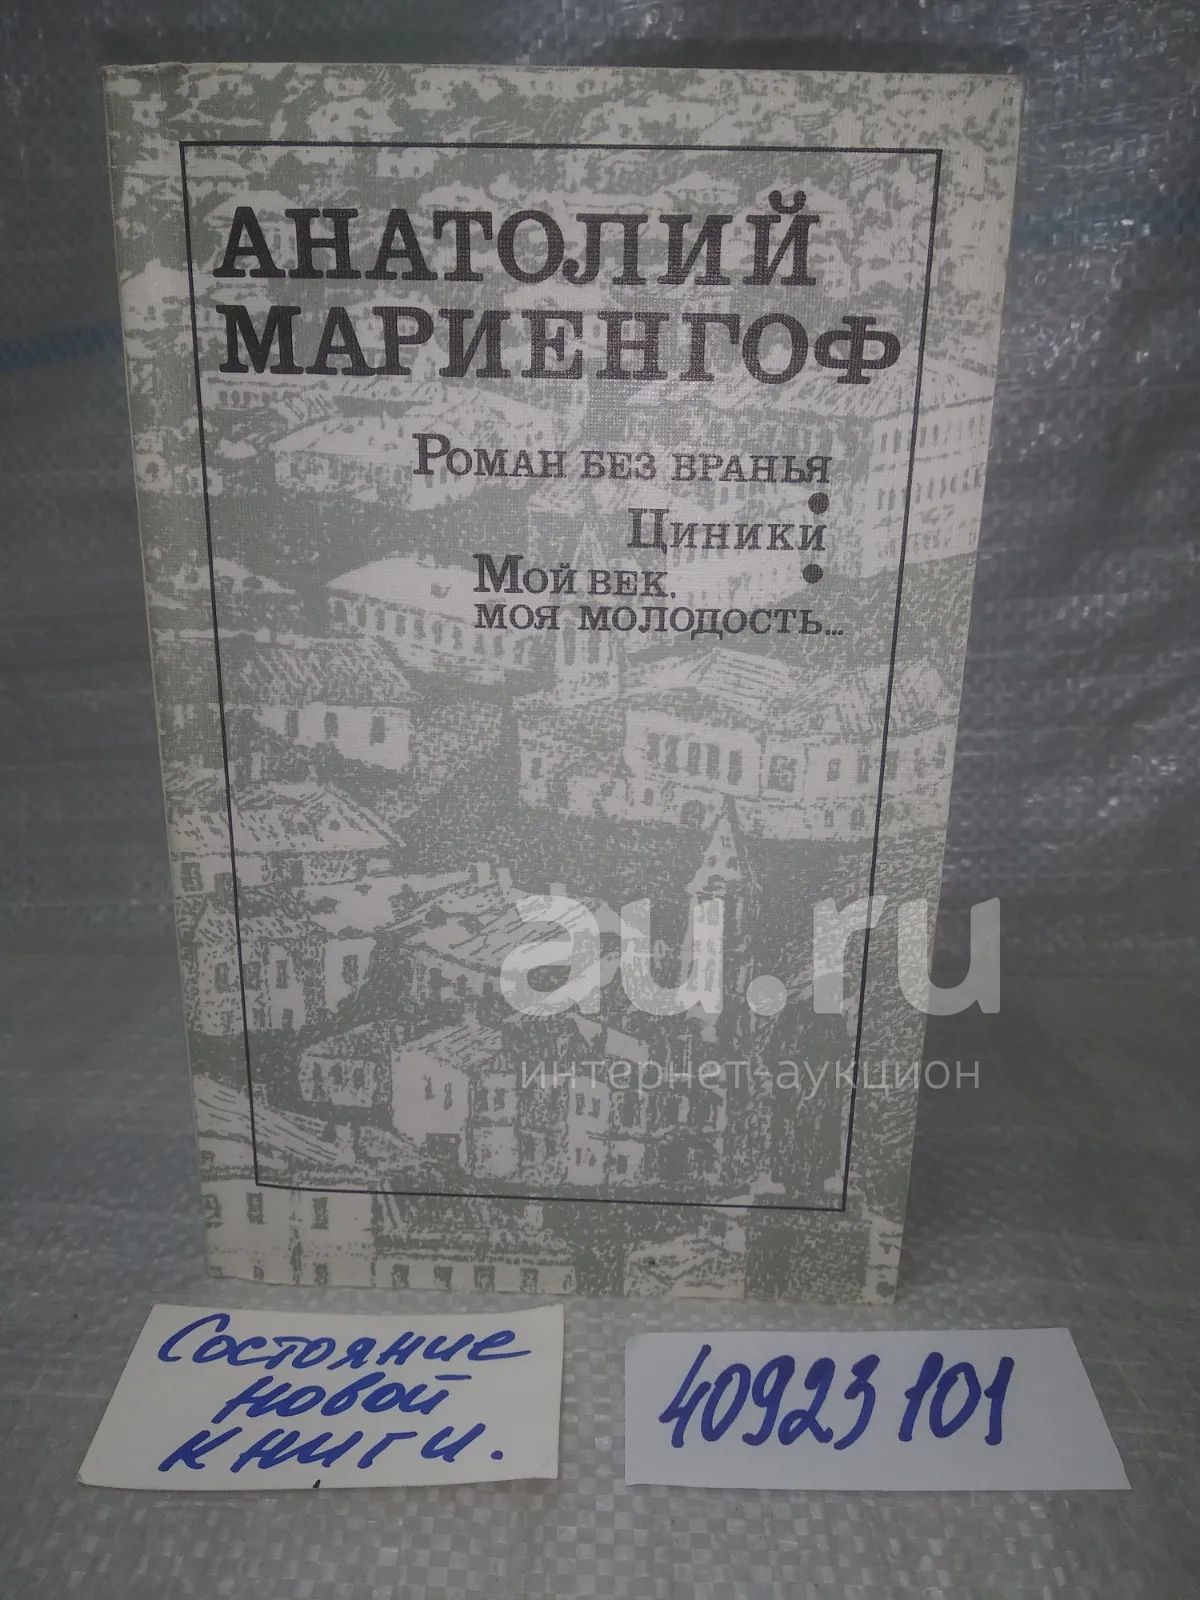 АНАТОЛИЙ
МАРИЕНГОФ
РОМАН БЕЗ ВРАНЬЯ
ЦИНИКИ
МОЙ ВЕК,
МОЯ МОЛОДОСТЬ...
au.ru
интернет-аукцион
Состояние
новой
книги.
40923101